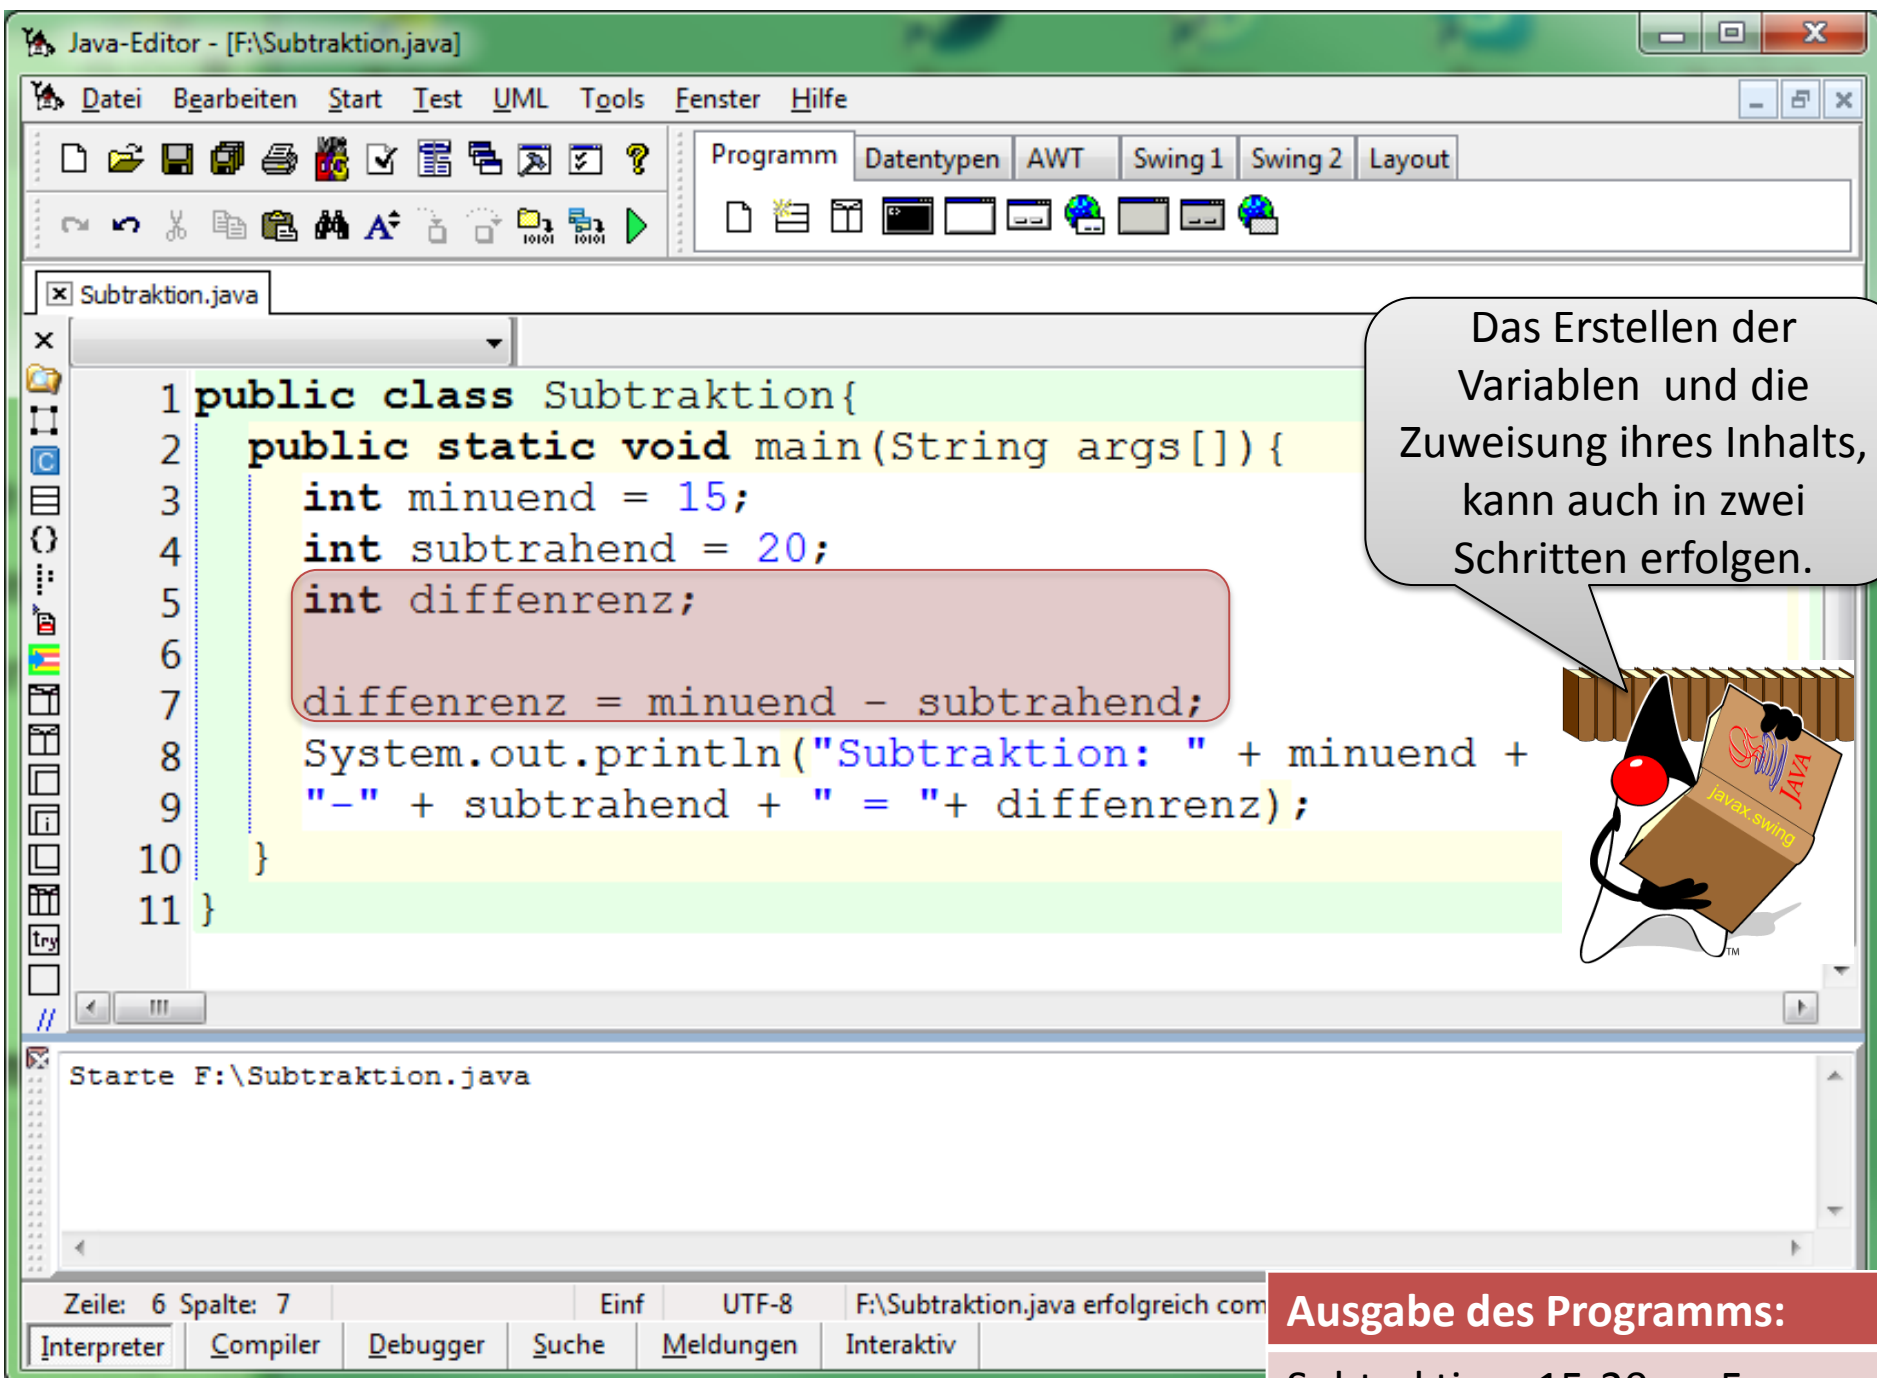 Java-Editor - [F:\Subtraktion.java]
Datei Bearbeiten Start Test UML Tools Fenster Hilfe
Programm Datentypen AWT Swing 1 Swing 2 Layout
Subtraktion.java
Das Erstellen der
Variablen und die
Zuweisung ihres Inhalts,
kann auch in zwei
Schritten erfolgen.
1 public class Subtraktion{
2 public static void main(String args[]){
3 int minuend = 15;
4 int subtrahend = 20;
5 int diffenrenz;
6
7 diffenrenz = minuend - subtrahend;
8 System.out.println("Subtraktion: " + minuend +
9 "-" + subtrahend + " = "+ diffenrenz);
10 }
11 }
try
//
JAVA
javax.swing
TM
Starte F:\Subtraktion.java
Zeile: 6 Spalte: 7 Einf UTF-8 F:\Subtraktion.java erfolgreich com
Interpreter Compiler Debugger Suche Meldungen Interaktiv
Ausgabe des Programms: